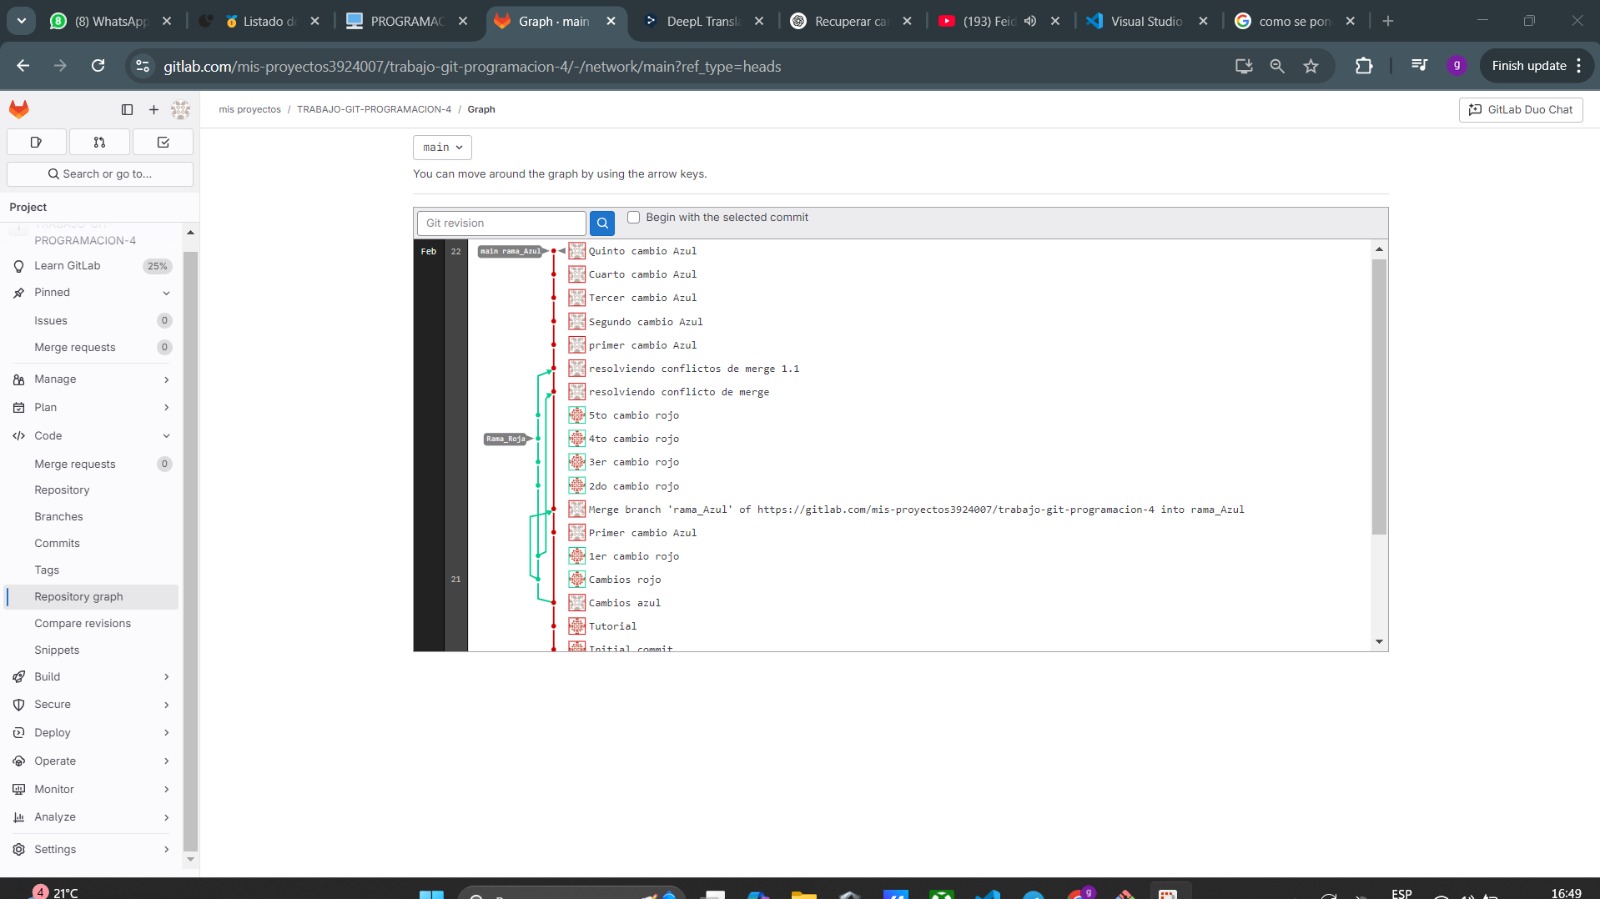 (8) WhatsApp
Listado de
PROGRAMAC
Graph · main
DeepL Transla
Recuperar ca
(193) Feid
Visual Studio
como se pon
gitlab.com/mis-proyectos3924007/trabajo-git-programacion-4/-/network/main?ref_type=heads
g
Finish update
mis proyectos / TRABAJO-GIT-PROGRAMACION-4 / Graph
GitLab Duo Chat
Search or go to...
Project
TRABAJO-GIT-
PROGRAMACION-4
Learn GitLab 25%
Pinned
Issues 0
Merge requests 0
Manage
Plan
Code
Merge requests 0
Repository
Branches
Commits
Tags
Repository graph
Compare revisions
Snippets
Build
Secure
Deploy
Operate
Monitor
Analyze
Settings
main
You can move around the graph by using the arrow keys.
Git revision
Begin with the selected commit
Feb 22 main rama_Azul Quinto cambio Azul
Cuarto cambio Azul
Tercer cambio Azul
Segundo cambio Azul
primer cambio Azul
resolviendo conflictos de merge 1.1
resolviendo conflicto de merge
5to cambio rojo
Rama_Roja 4to cambio rojo
3er cambio rojo
2do cambio rojo
Merge branch 'rama_Azul' of https://gitlab.com/mis-proyectos3924007/trabajo-git-programacion-4 into rama_Azul
Primer cambio Azul
1er cambio rojo
21 Cambios rojo
Cambios azul
Tutorial
Initial commit
4
21°C
g
ESP
16:49